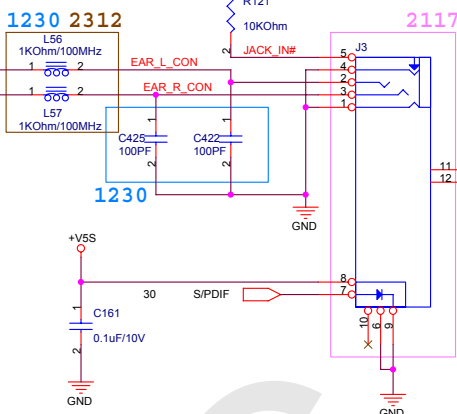 R121
10KOhm
2
1230 2312
2117
L56
1KOhm/100MHz
1 2
EAR_L_CON
JACK_IN#
J3
5
4
2
3
1
1 2
EAR_R_CON
L57
1KOhm/100MHz
1
1
C425
100PF
C422
100PF
2
2
11
12
1230
GND
+V5S
8
30
S/PDIF
7
1
C161
0.1uF/10V
2
10
6
9
GND
GND